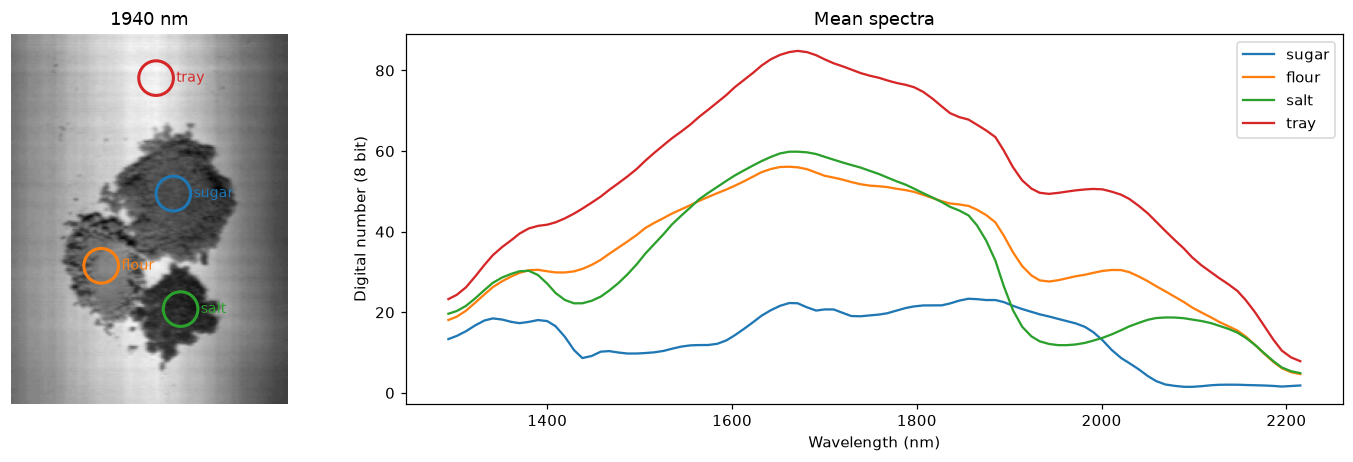 1940 nm
tray
sugar
flour
salt
Mean spectra
Digital number (8 bit)
80
60
40
20
0
1400
1600
1800
2000
2200
Wavelength (nm)
sugar
flour
salt
tray